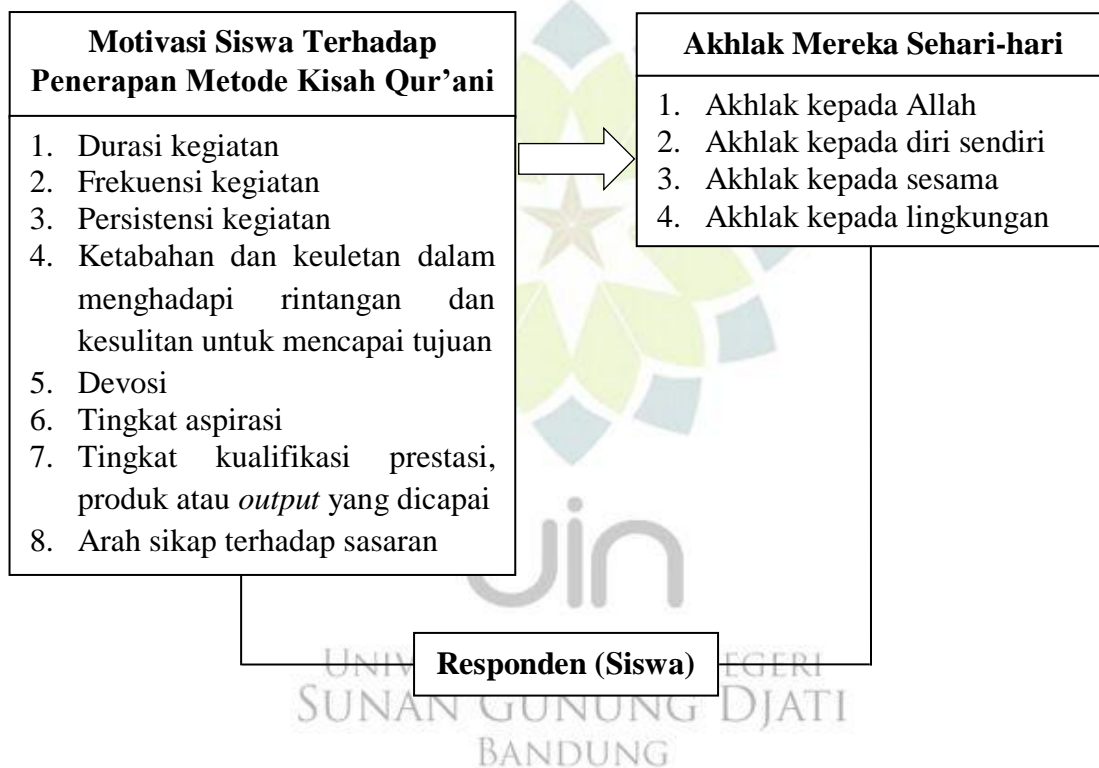 Motivasi Siswa Terhadap
Penerapan Metode Kisah Qur’ani
1. Durasi kegiatan
2. Frekuensi kegiatan
3. Persistensi kegiatan
4. Ketabahan dan keuletan dalam
menghadapi rintangan dan
kesulitan untuk mencapai tujuan
5. Devosi
6. Tingkat aspirasi
7. Tingkat kualifikasi prestasi,
produk atau output yang dicapai
8. Arah sikap terhadap sasaran
Akhlak Mereka Sehari-hari
1. Akhlak kepada Allah
2. Akhlak kepada diri sendiri
3. Akhlak kepada sesama
4. Akhlak kepada lingkungan
Responden (Siswa)
uin
SUNAN GUNUNG DJATI
BANDUNG